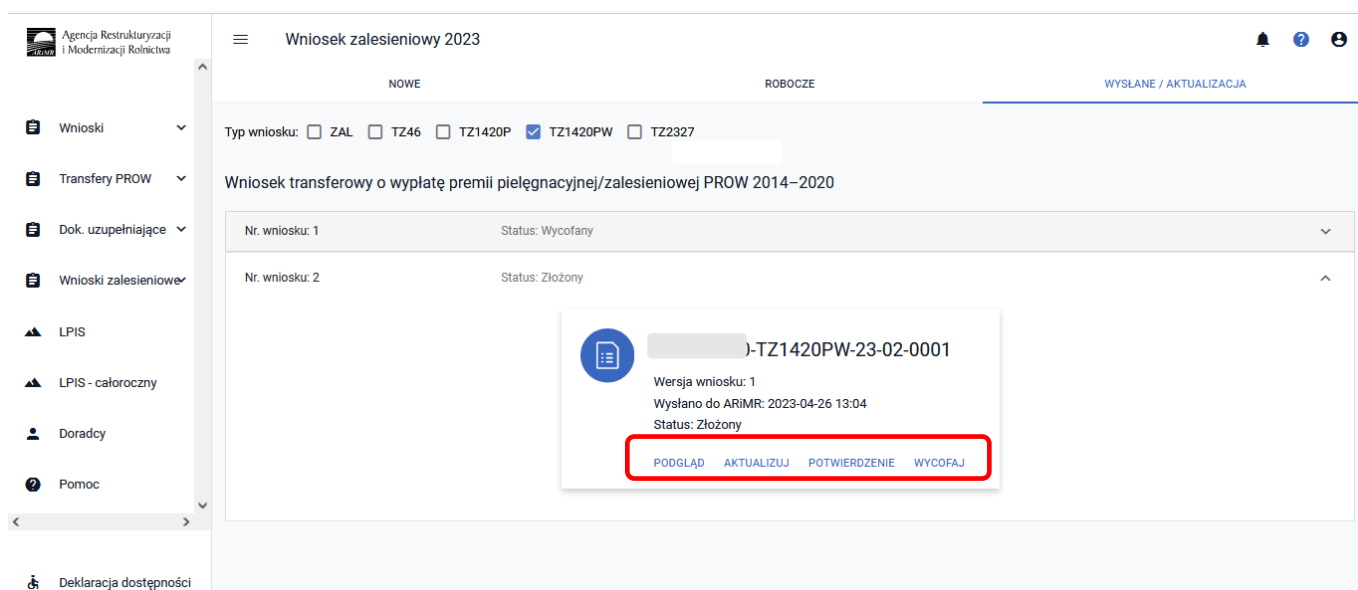 Agencja Restrukturyzacji
i Modernizacji Rolnictwa
ARiMR
Wniosek zalesieniowy 2023
NOWE
ROBOCZE
WYSŁANE / AKTUALIZACJA
Wnioski
Transfery PROW
Dok. uzupełniające
Wnioski zalesieniowe
LPIS
LPIS - całoroczny
Doradcy
Pomoc
Deklaracja dostępności
Typ wniosku: ZAL TZ46 TZ1420P TZ1420PW TZ2327
Wniosek transferowy o wypłatę premii pielęgnacyjnej/zalesieniowej PROW 2014–2020
Nr. wniosku: 1 Status: Wycofany
Nr. wniosku: 2 Status: Złożony
-TZ1420PW-23-02-0001
Wersja wniosku: 1
Wysłano do ARiMR: 2023-04-26 13:04
Status: Złożony
PODGLĄD AKTUALIZUJ POTWIERDZENIE WYCOFAJ